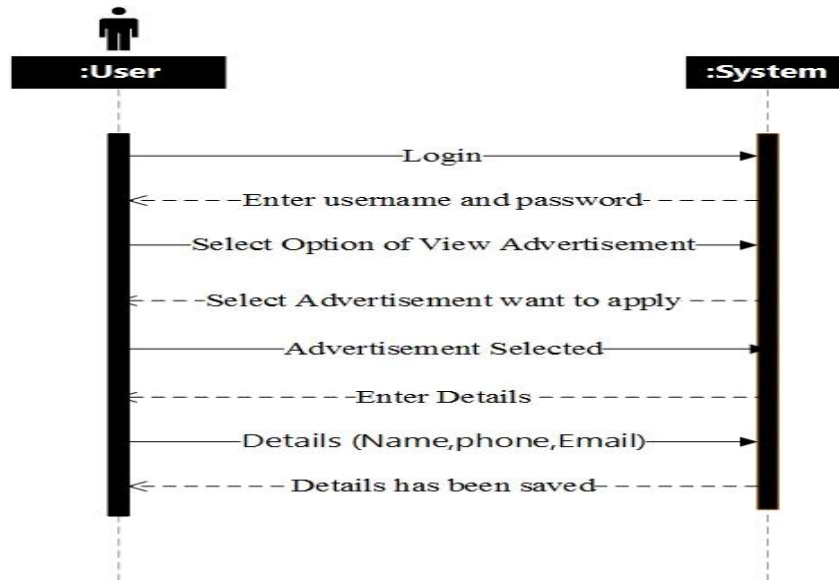 :User
:System
Login
Enter username and password
Select Option of View Advertisement
Select Advertisement want to apply
Advertisement Selected
Enter Details
Details (Name,phone,Email)
Details has been saved